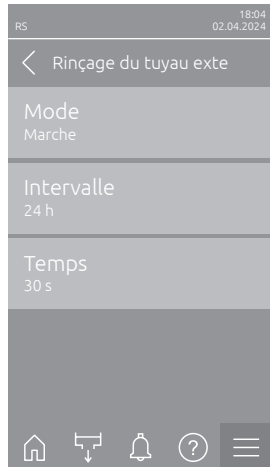 18:04
RS 02.04.2024
Rinçage du tuyau exte
Mode
Marche
Intervalle
24 h
Temps
30 s
?